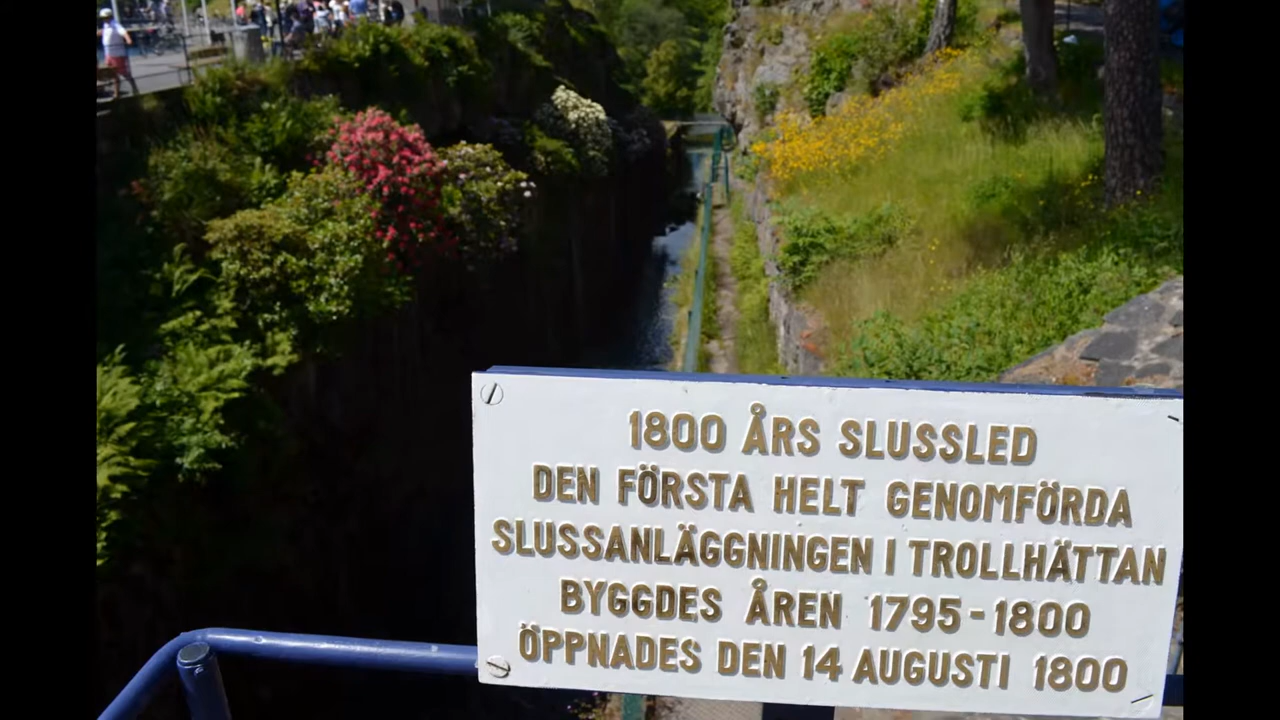 1800 ÅRS SLUSSLED
DEN FÖRSTA HELT GENOMFÖRDA
SLUSSANLÄGGNINGEN I TROLLHÄTTAN
BYGGDES ÅREN 1795-1800
ÖPPNADES DEN 14 AUGUSTI 1800